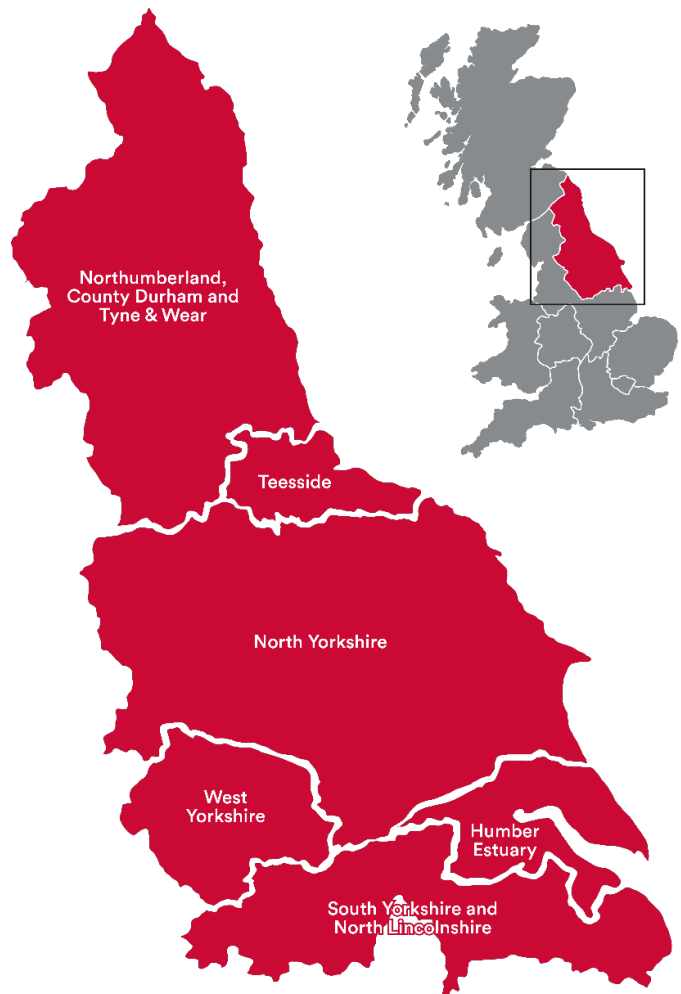 Northumberland,
County Durham and
Tyne & Wear
Teesside
North Yorkshire
West
Yorkshire
Humber
Estuary
South Yorkshire and
North Lincolnshire